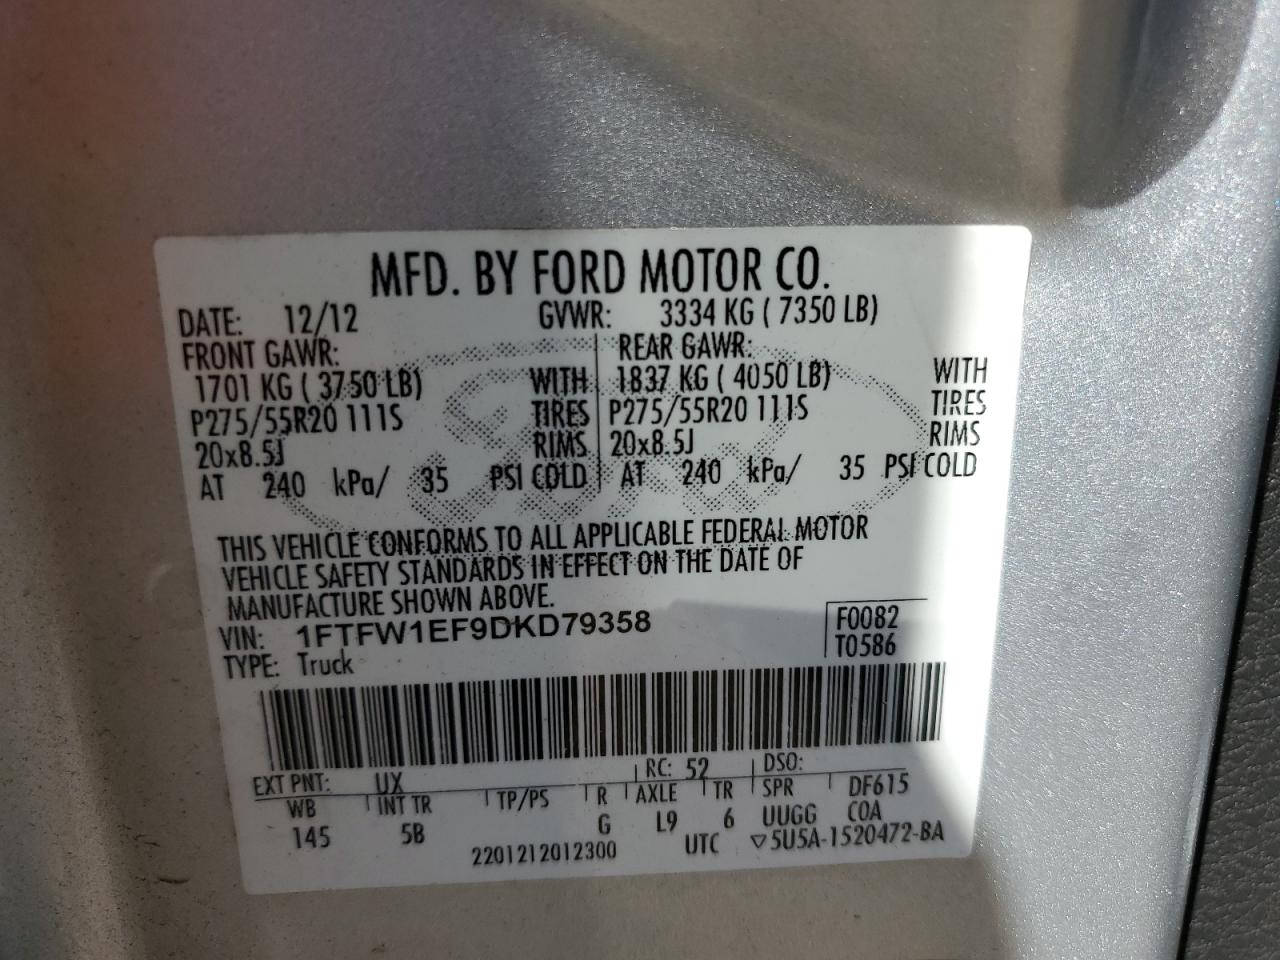 MFD. BY FORD MOTOR CO.
DATE: 12/12 GVWR: 3334 KG ( 7350 LB)
FRONT GAWR: REAR GAWR:
1701 KG ( 3750 LB) WITH 1837 KG ( 4050 LB) WITH
P275/55R20 111S TIRES P275/55R20 111S TIRES
20x8.5J RIMS 20x8.5J RIMS
AT 240 kPa/ 35 PSI COLD AT 240 kPa/ 35 PSI COLD
THIS VEHICLE CONFORMS TO ALL APPLICABLE FEDERAL MOTOR
VEHICLE SAFETY STANDARDS IN EFFECT ON THE DATE OF
MANUFACTURE SHOWN ABOVE.
VIN: 1FTFW1EF9DKD79358 F0082
TYPE: Truck T0586
EXT PNT: UX RC: 52 DSO:
WB INT TR TP/PS R AXLE TR SPR DF615
145 5B G L9 6 UUGG COA
2201212012300 UTC ▽5U5A-1520472-BA